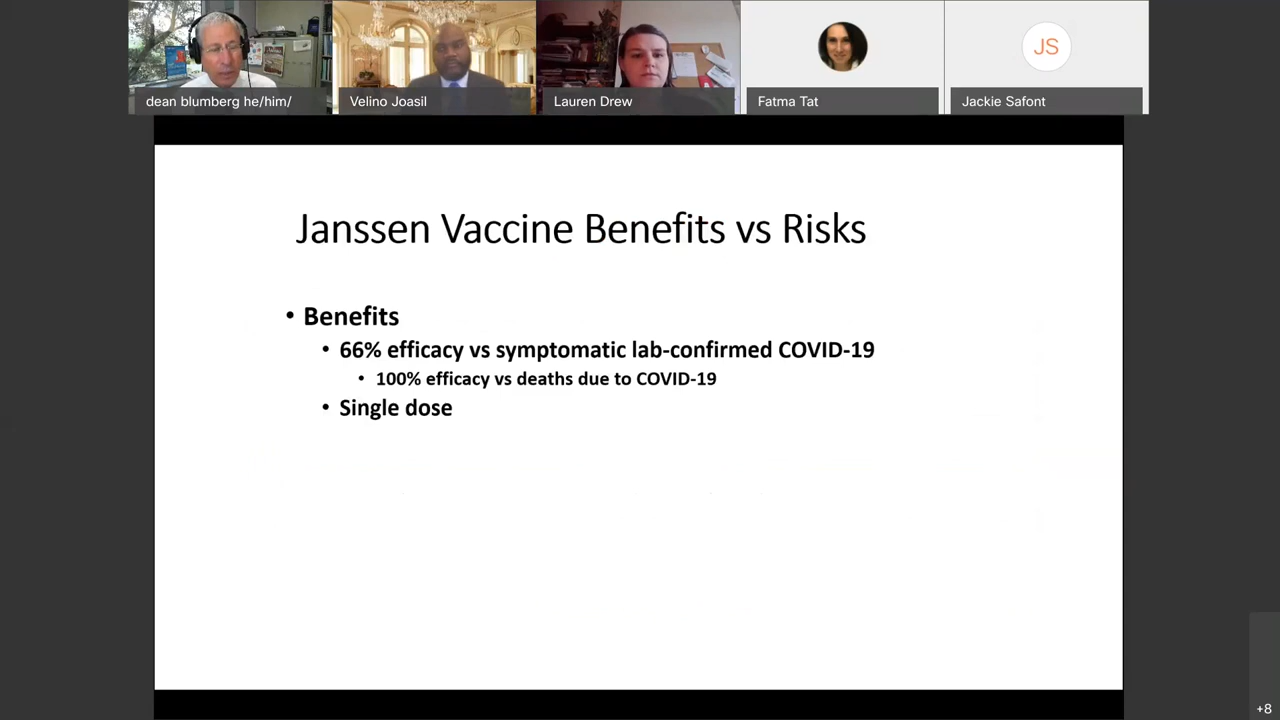 dean blumberg he/him/
Velino Joasil
Lauren Drew
Fatma Tat
JS
Jackie Safont
Janssen Vaccine Benefits vs Risks
• Benefits
• 66% efficacy vs symptomatic lab-confirmed COVID-19
• 100% efficacy vs deaths due to COVID-19
• Single dose
+8